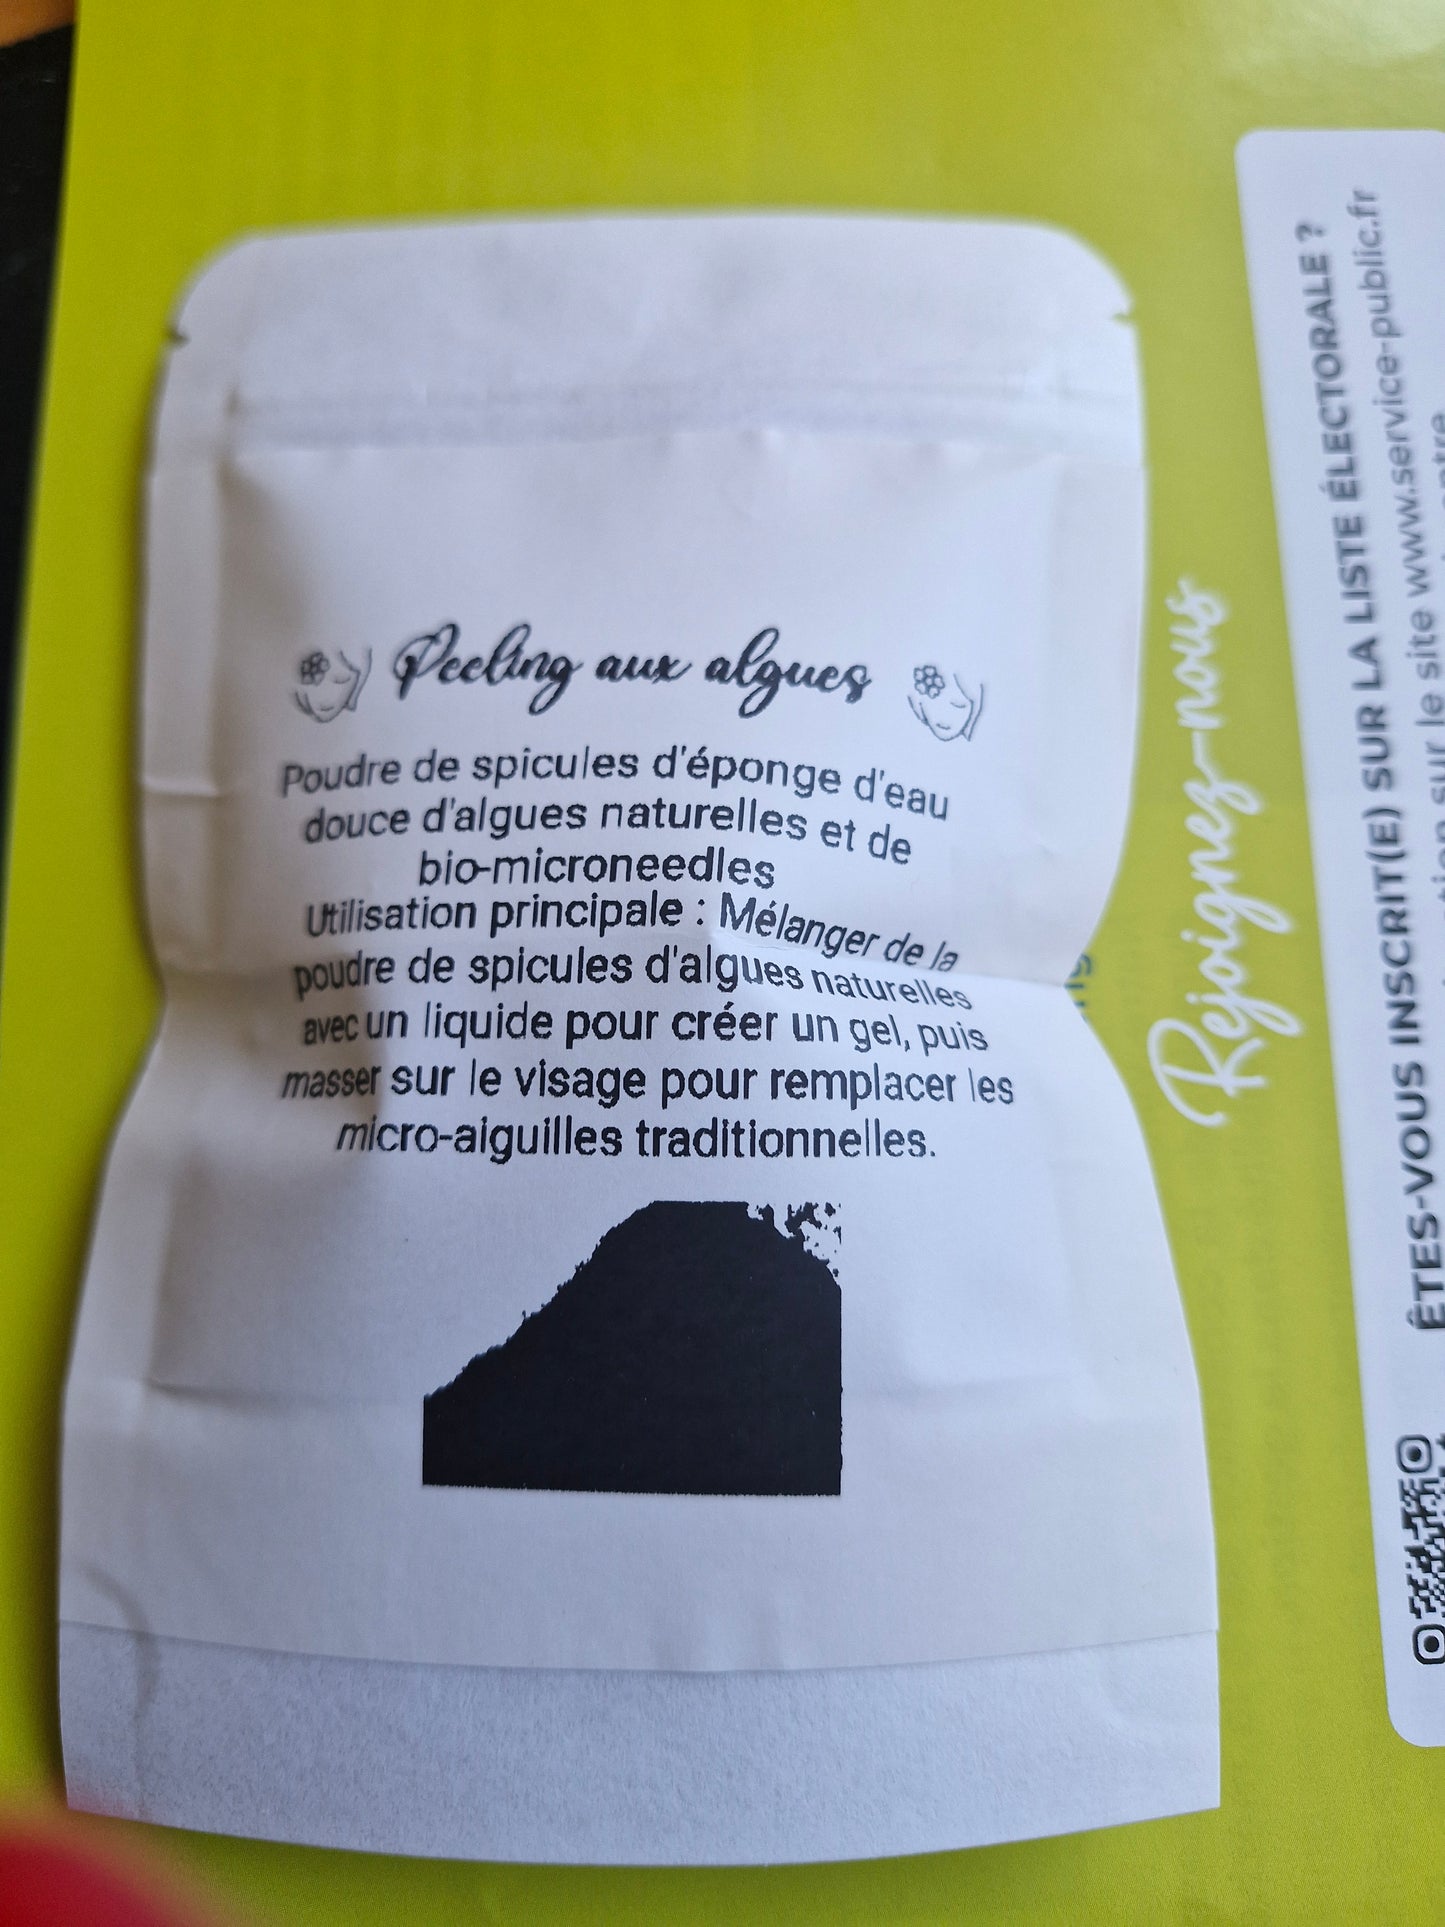 Peeling aux algues
Poudre de spicules d'éponge d'eau
douce d'algues naturelles et de
bio-microneedles
Utilisation principale : Mélanger de la
poudre de spicules d'algues naturelles
avec un liquide pour créer un gel, puis
masser sur le visage pour remplacer les
micro-aiguilles traditionnelles.
Rejoignez-nous
ÊTES-VOUS INSCRIT(E) SUR LA LISTE ÉLECTORALE ?
sur le site www.service-public.fr